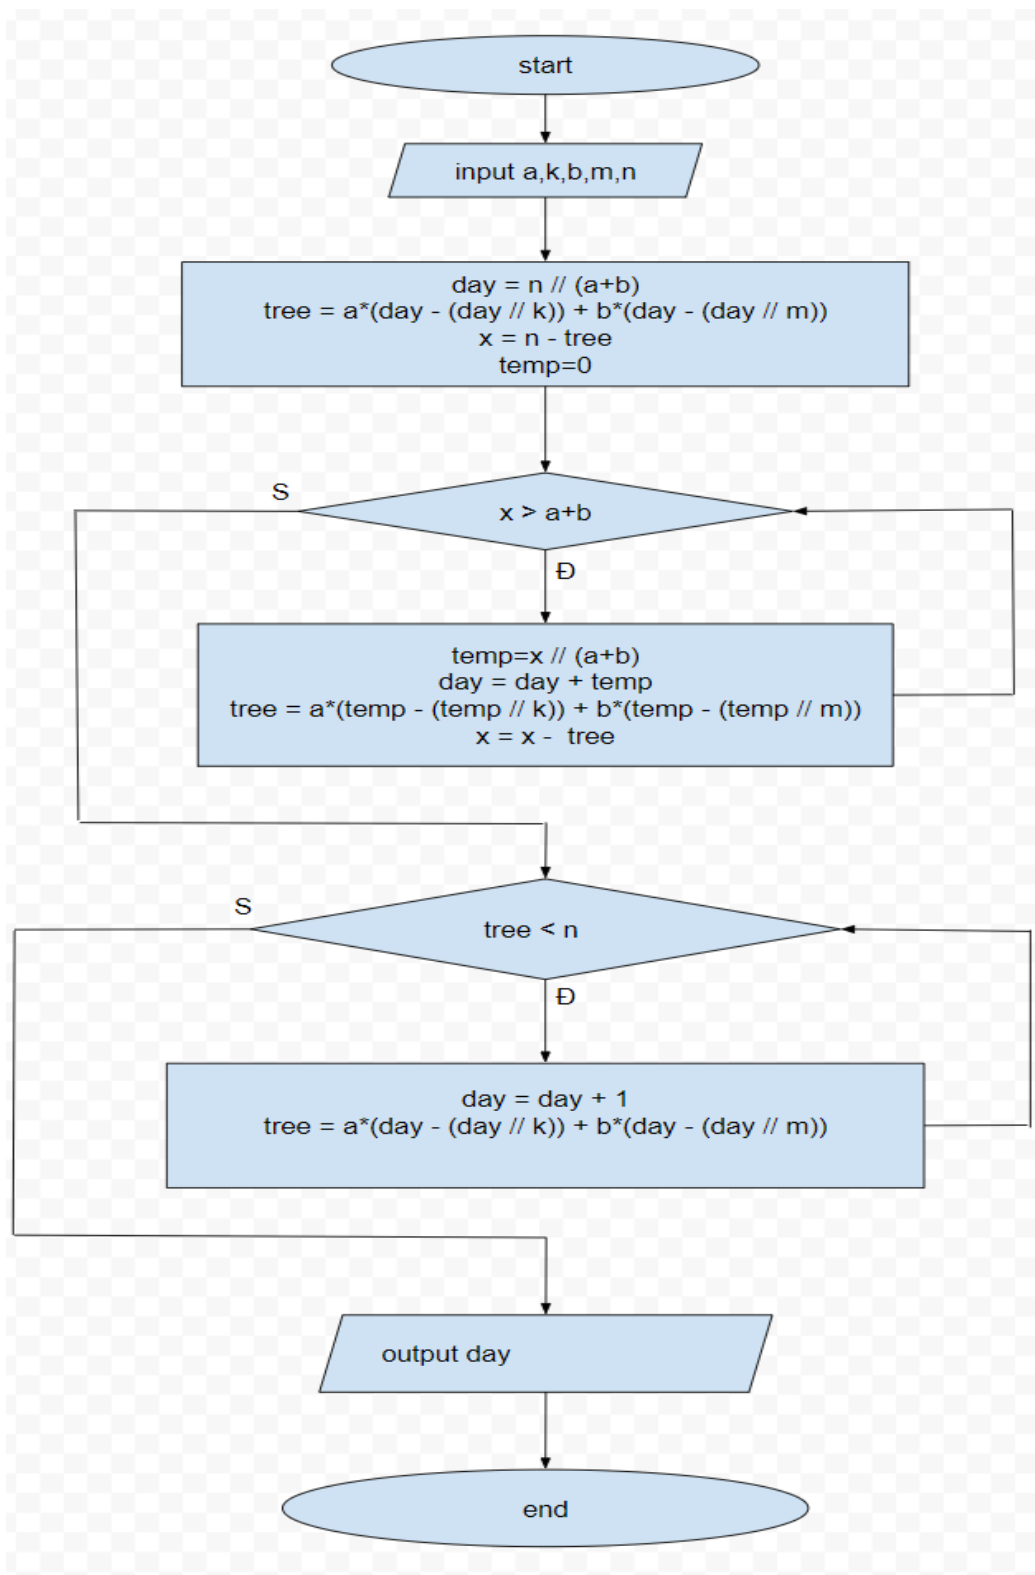 start
input a,k,b,m,n
day = n // (a+b)
tree = a*(day - (day // k)) + b*(day - (day // m))
x = n - tree
temp=0
S
x > a+b
Đ
temp=x // (a+b)
day = day + temp
tree = a*(temp - (temp // k)) + b*(temp - (temp // m))
x = x - tree
S
tree < n
Đ
day = day + 1
tree = a*(day - (day // k)) + b*(day - (day // m))
output day
end